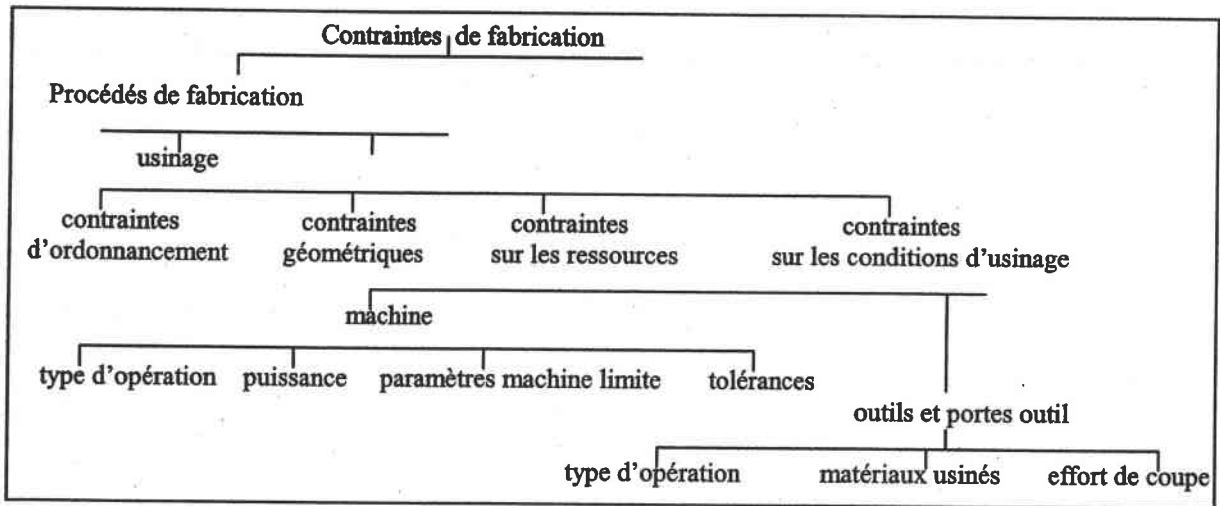 Contraintes de fabrication
Procédés de fabrication
usinage
contraintes d'ordonnancement
contraintes géométriques
contraintes sur les ressources
contraintes sur les conditions d'usinage
machine
type d'opération
puissance
paramètres machine limite
tolérances
outils et portes outil
type d'opération
matériaux usinés
effort de coupe